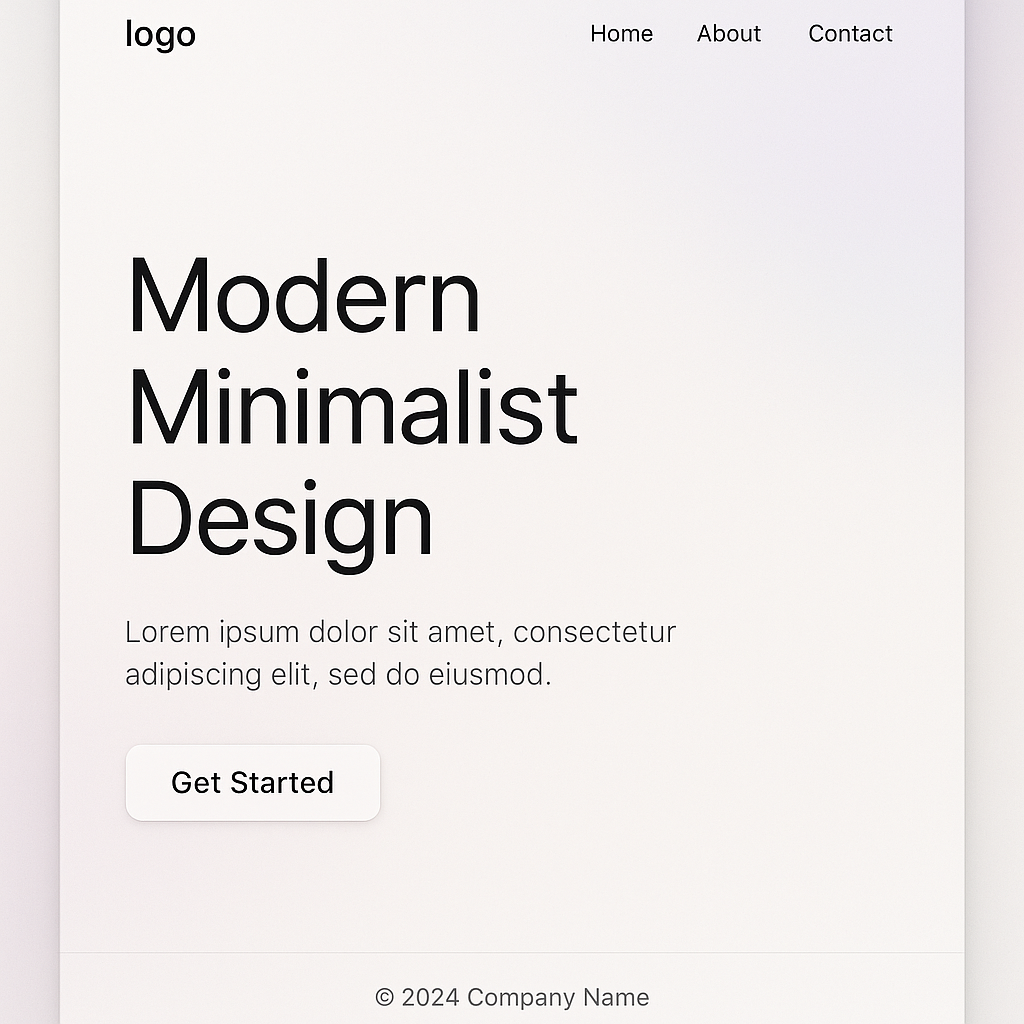 logo
Home About Contact
Modern
Minimalist
Design
Lorem ipsum dolor sit amet, consectetur
adipiscing elit, sed do eiusmod.
Get Started
© 2024 Company Name